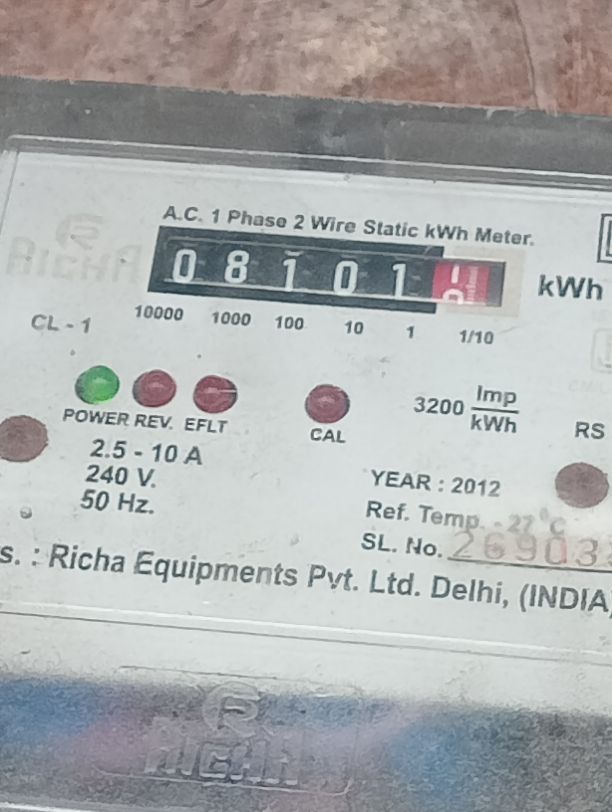 A.C. 1 Phase 2 Wire Static kWh Meter.
RICHA
0 8 1 0 1 kWh
CL - 1 10000 1000 100 10 1 1/10
3200 Imp/kWh
POWER REV. EFLT CAL RS
2.5 - 10 A
240 V.
50 Hz.
YEAR : 2012
Ref. Temp. - 27 °C
SL. No. 26903
s. : Richa Equipments Pvt. Ltd. Delhi, (INDIA)
RICHA